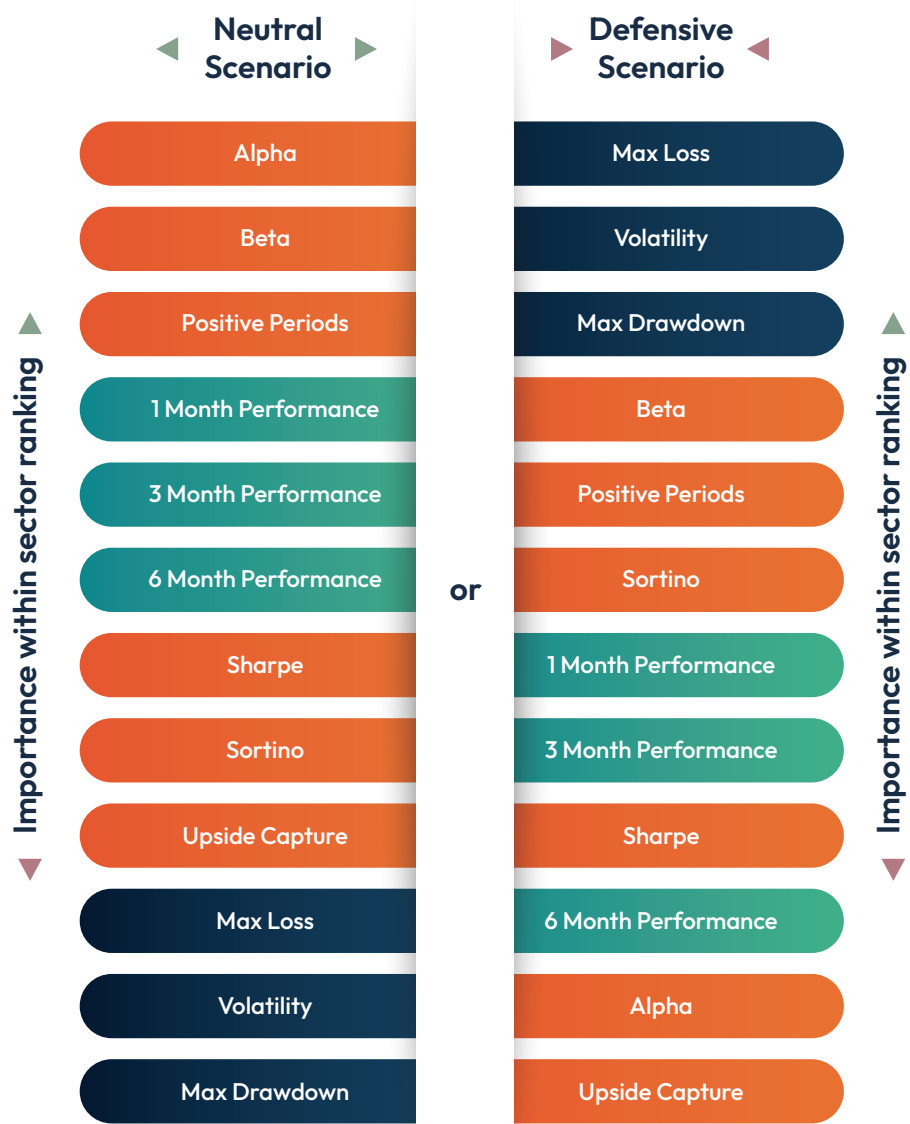 Neutral
Scenario
Alpha
Beta
Positive Periods
1 Month Performance
3 Month Performance
6 Month Performance
Sharpe
Sortino
Upside Capture
Max Loss
Volatility
Max Drawdown
Importance within sector ranking
or
Defensive
Scenario
Max Loss
Volatility
Max Drawdown
Beta
Positive Periods
Sortino
1 Month Performance
3 Month Performance
Sharpe
6 Month Performance
Alpha
Upside Capture
Importance within sector ranking